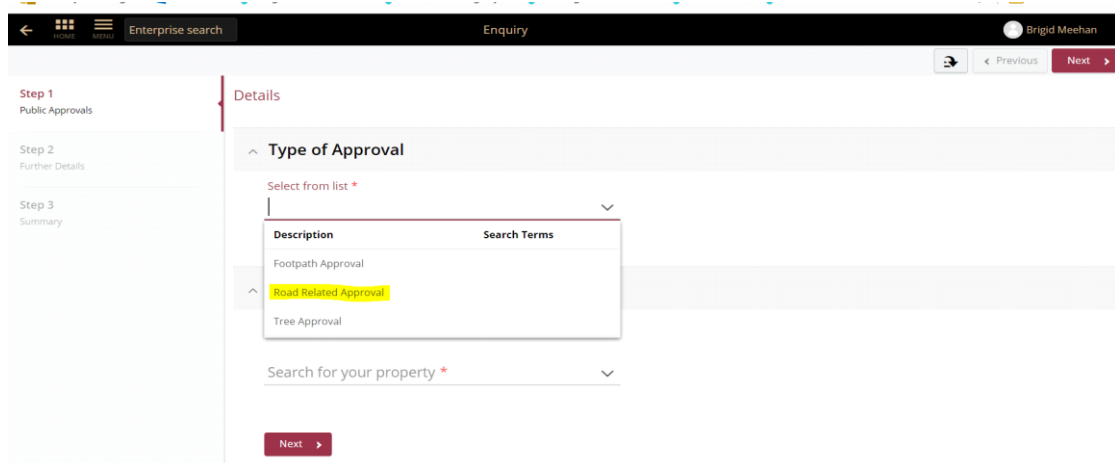 HOME MENU Enterprise search Enquiry Brigid Meehan
Previous Next
Step 1
Public Approvals
Step 2
Further Details
Step 3
Summary
Details
Type of Approval
Select from list *
Description Search Terms
Footpath Approval
Road Related Approval
Tree Approval
Search for your property *
Next